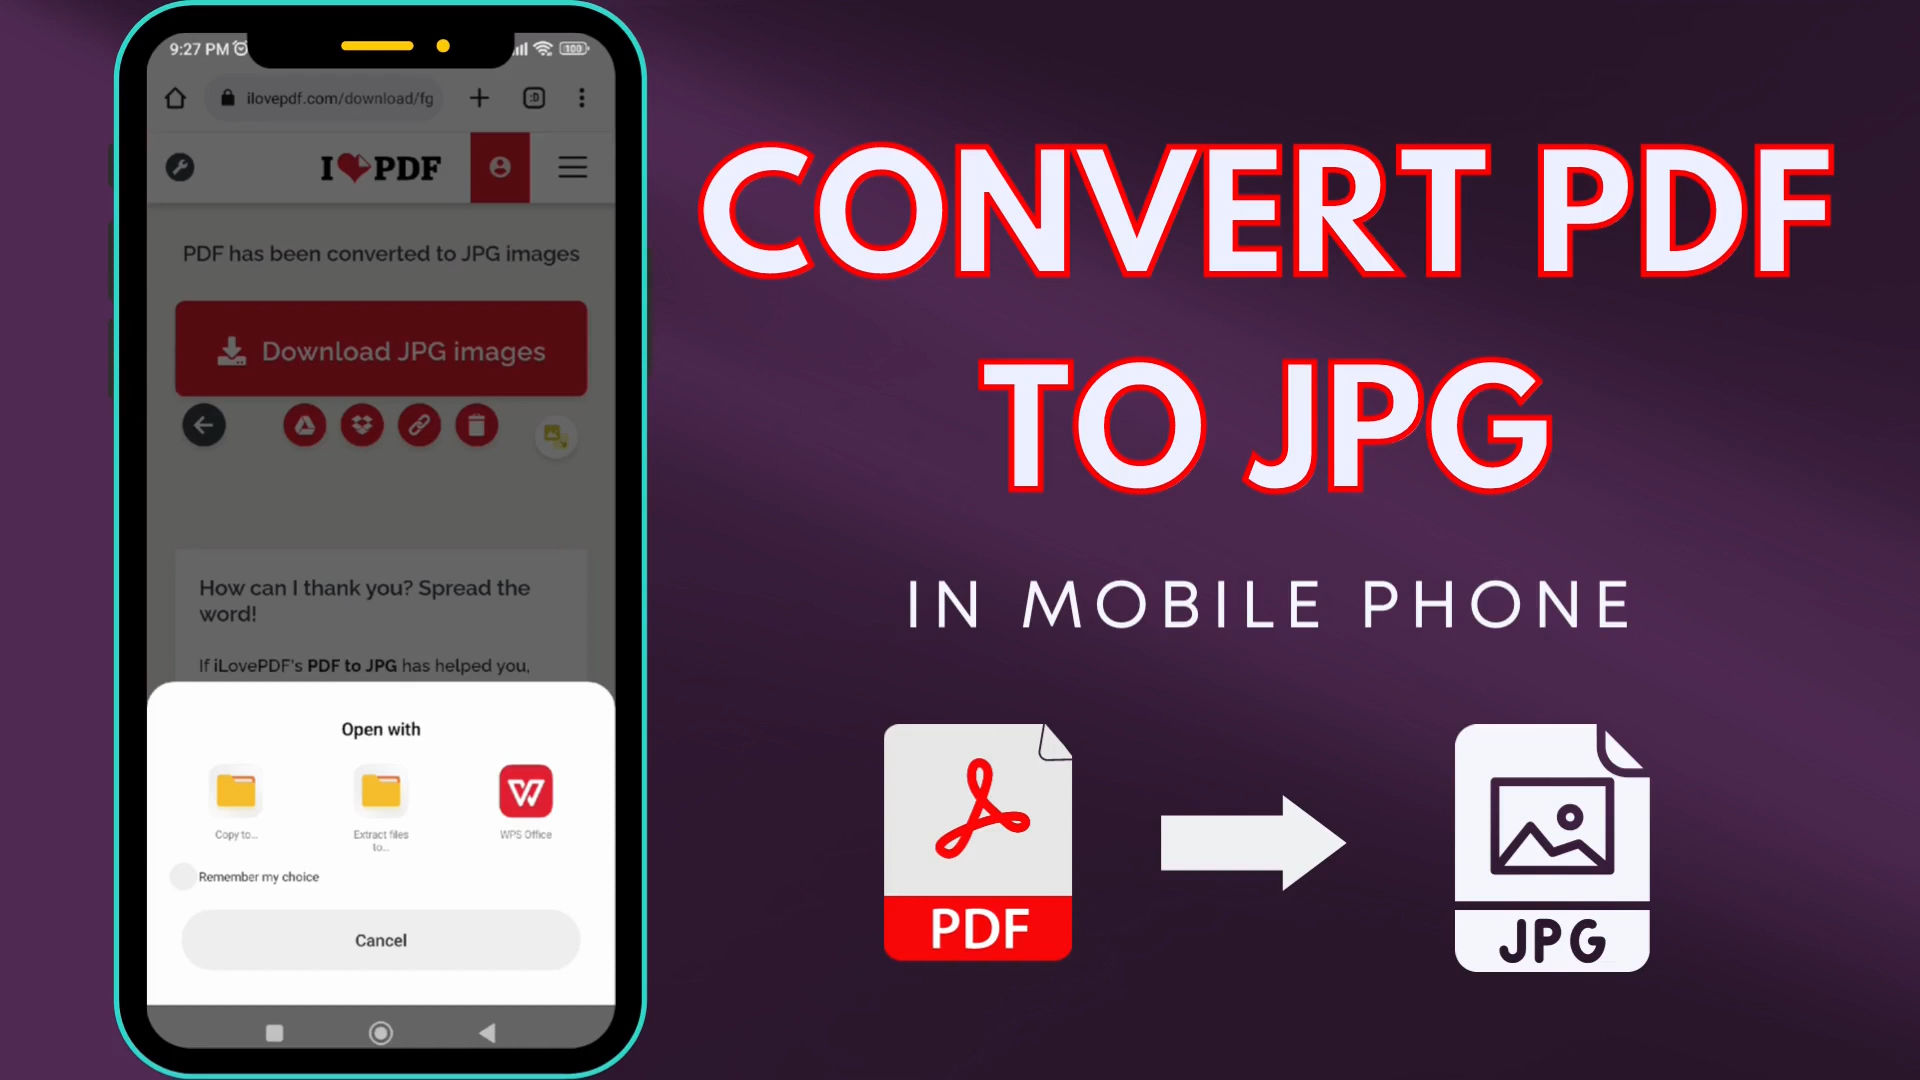 9:27 PM
100
ilovepdf.com/download/fg
:D
I PDF
PDF has been converted to JPG images
Download JPG images
How can I thank you? Spread the
word!
If iLovePDF's PDF to JPG has helped you,
Open with
Copy to...
Extract files
to...
WPS Office
Remember my choice
Cancel
CONVERT PDF
TO JPG
IN MOBILE PHONE
PDF
JPG